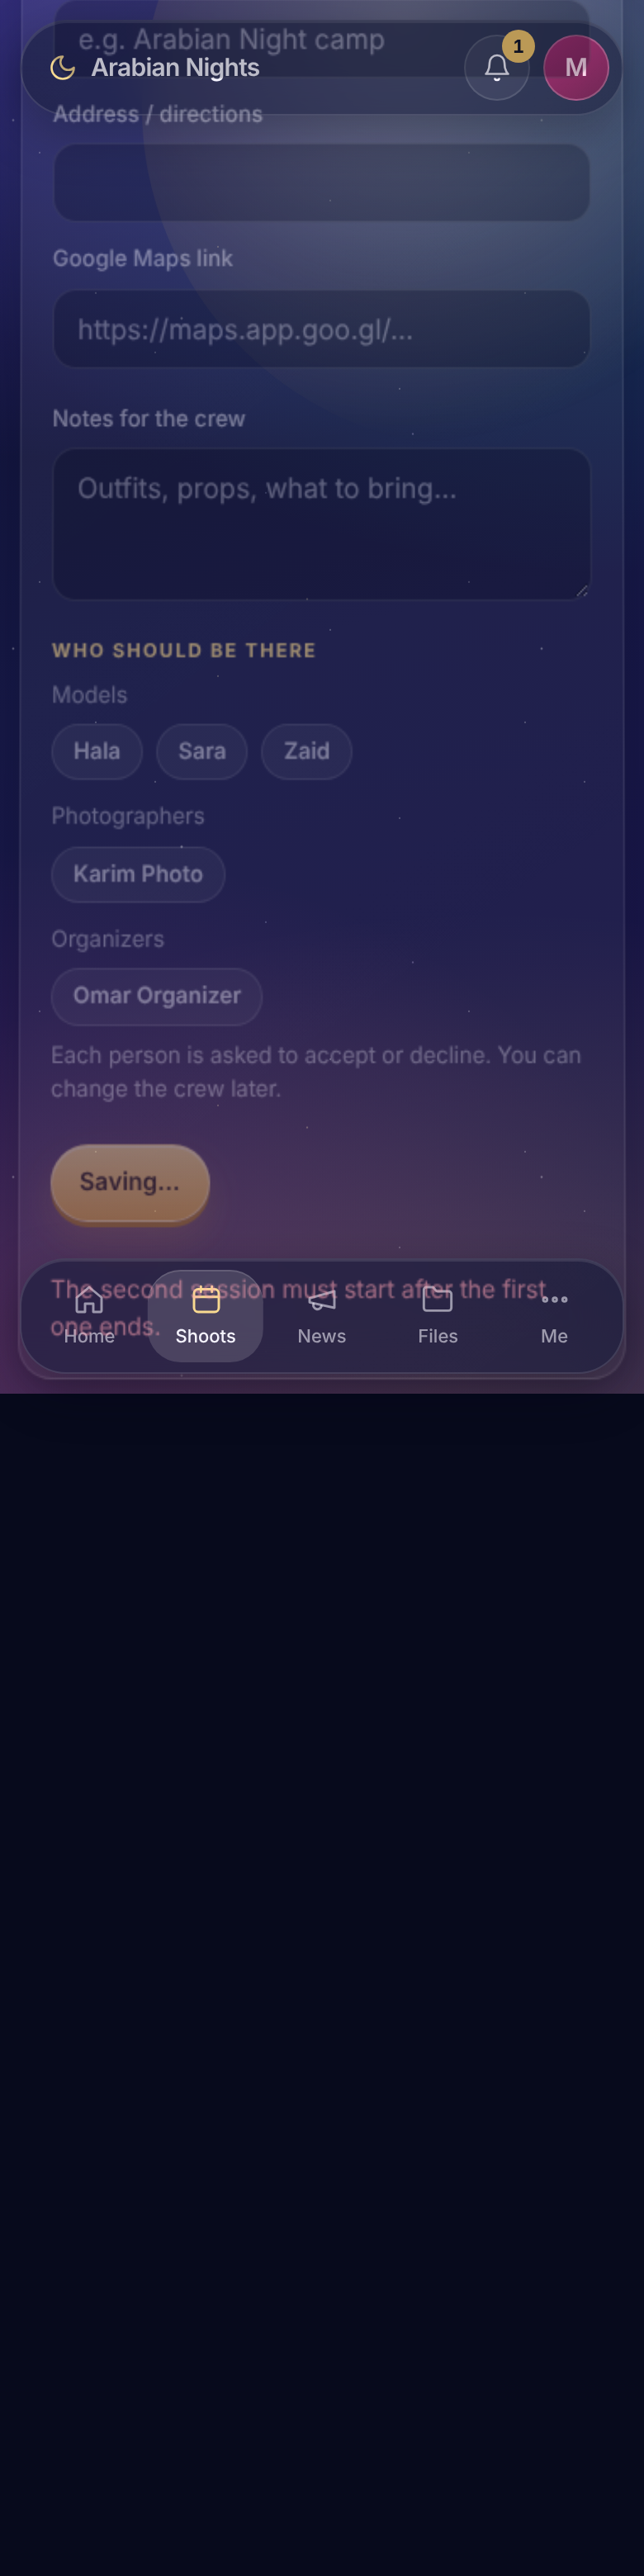 e.g. Arabian Night camp
Arabian Nights
1
M
Address / directions
Google Maps link
https://maps.app.goo.gl/...
Notes for the crew
Outfits, props, what to bring...
WHO SHOULD BE THERE
Models
Hala Sara Zaid
Photographers
Karim Photo
Organizers
Omar Organizer
Each person is asked to accept or decline. You can
change the crew later.
Saving...
The second session must start after the first
one ends.
Home Shoots News Files Me